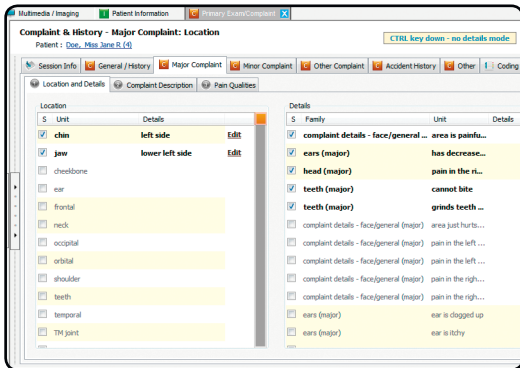 Multimedia / Imaging Patient Information Primary Exam/Complaint
Complaint & History - Major Complaint: Location
CTRL key down - no details mode
Patient : Doe, Miss Jane R (4)
Session Info General / History Major Complaint Minor Complaint Other Complaint Accident History Other Coding
Location and Details Complaint Description Pain Qualities
Location
S Unit Details
chin left side Edit
jaw lower left side Edit
cheekbone
ear
frontal
neck
occipital
orbital
shoulder
teeth
temporal
TM joint
Details
S Family Unit Details
complaint details - face/general ... area is painfu...
ears (major) has decrease...
head (major) pain in the ri...
teeth (major) cannot bite
teeth (major) grinds teeth ...
complaint details - face/general (major) area just hurts...
complaint details - face/general (major) pain in the left ...
complaint details - face/general (major) pain in the left ...
complaint details - face/general (major) pain in the righ...
complaint details - face/general (major) pain in the righ...
ears (major) ear is clogged up
ears (major) ear is itchy